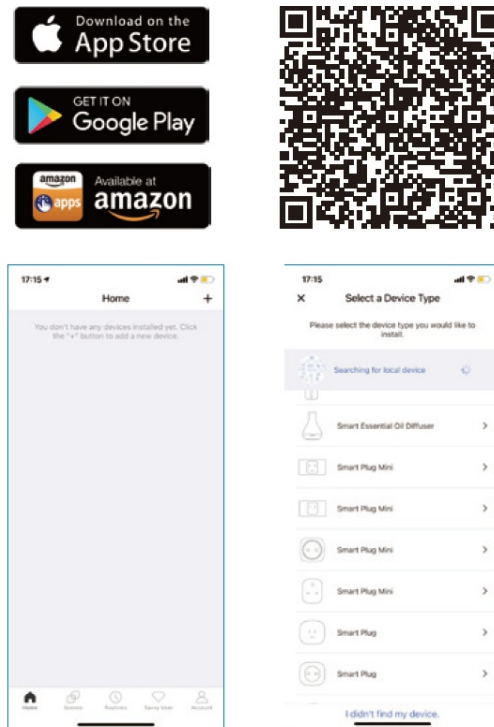 Download on the
App Store
GET IT ON
Google Play
amazon
apps
Available at
amazon
17:15
Home
+
You don't have any devices installed yet. Click
the "+" button to add a new device.
Home
Scenes
Routines
Savvy User
Account
17:15
×
Select a Device Type
Please select the device type you would like to
install.
Searching for local device
Smart Essential Oil Diffuser
Smart Plug Mini
Smart Plug Mini
Smart Plug Mini
Smart Plug Mini
Smart Plug
Smart Plug
I didn't find my device.